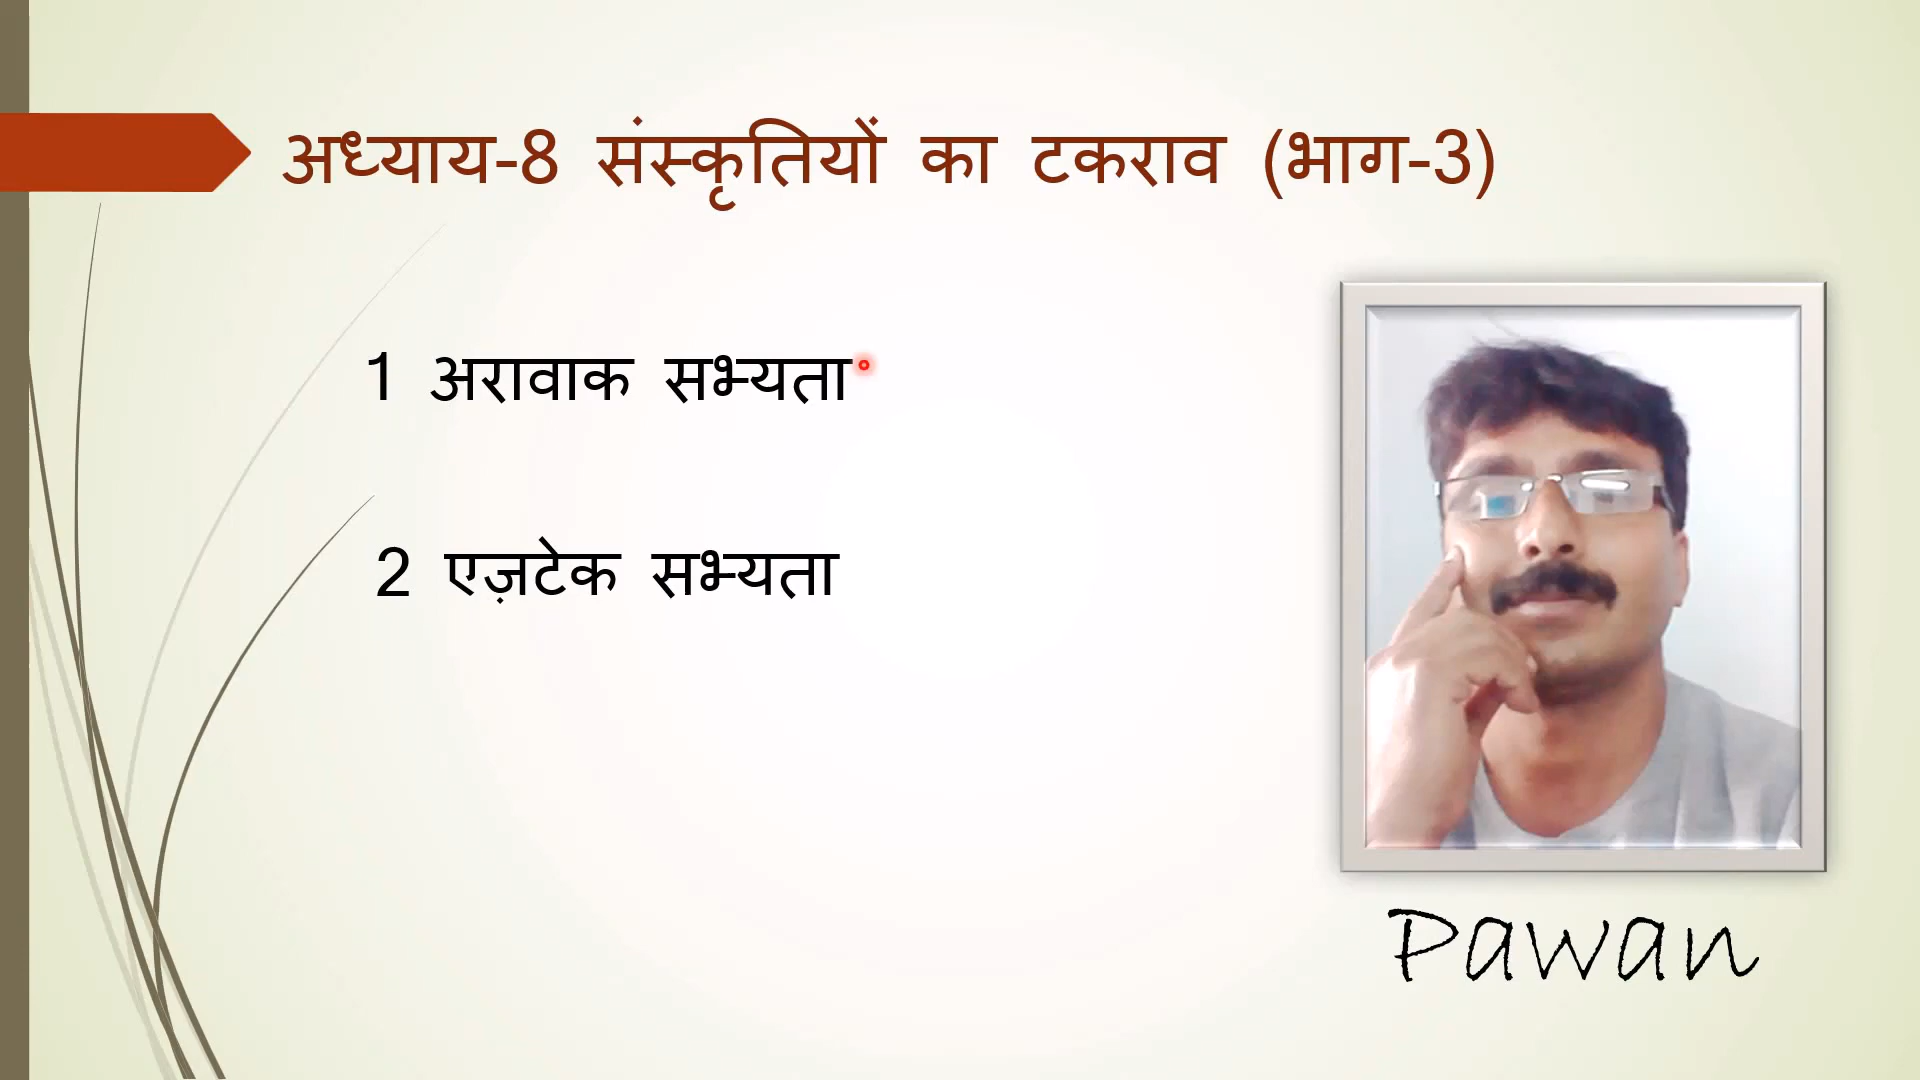 अध्याय-8 संस्कृतियों का टकराव (भाग-3)
1 अरावाक सभ्यता
2 एज़टेक सभ्यता
Pawan